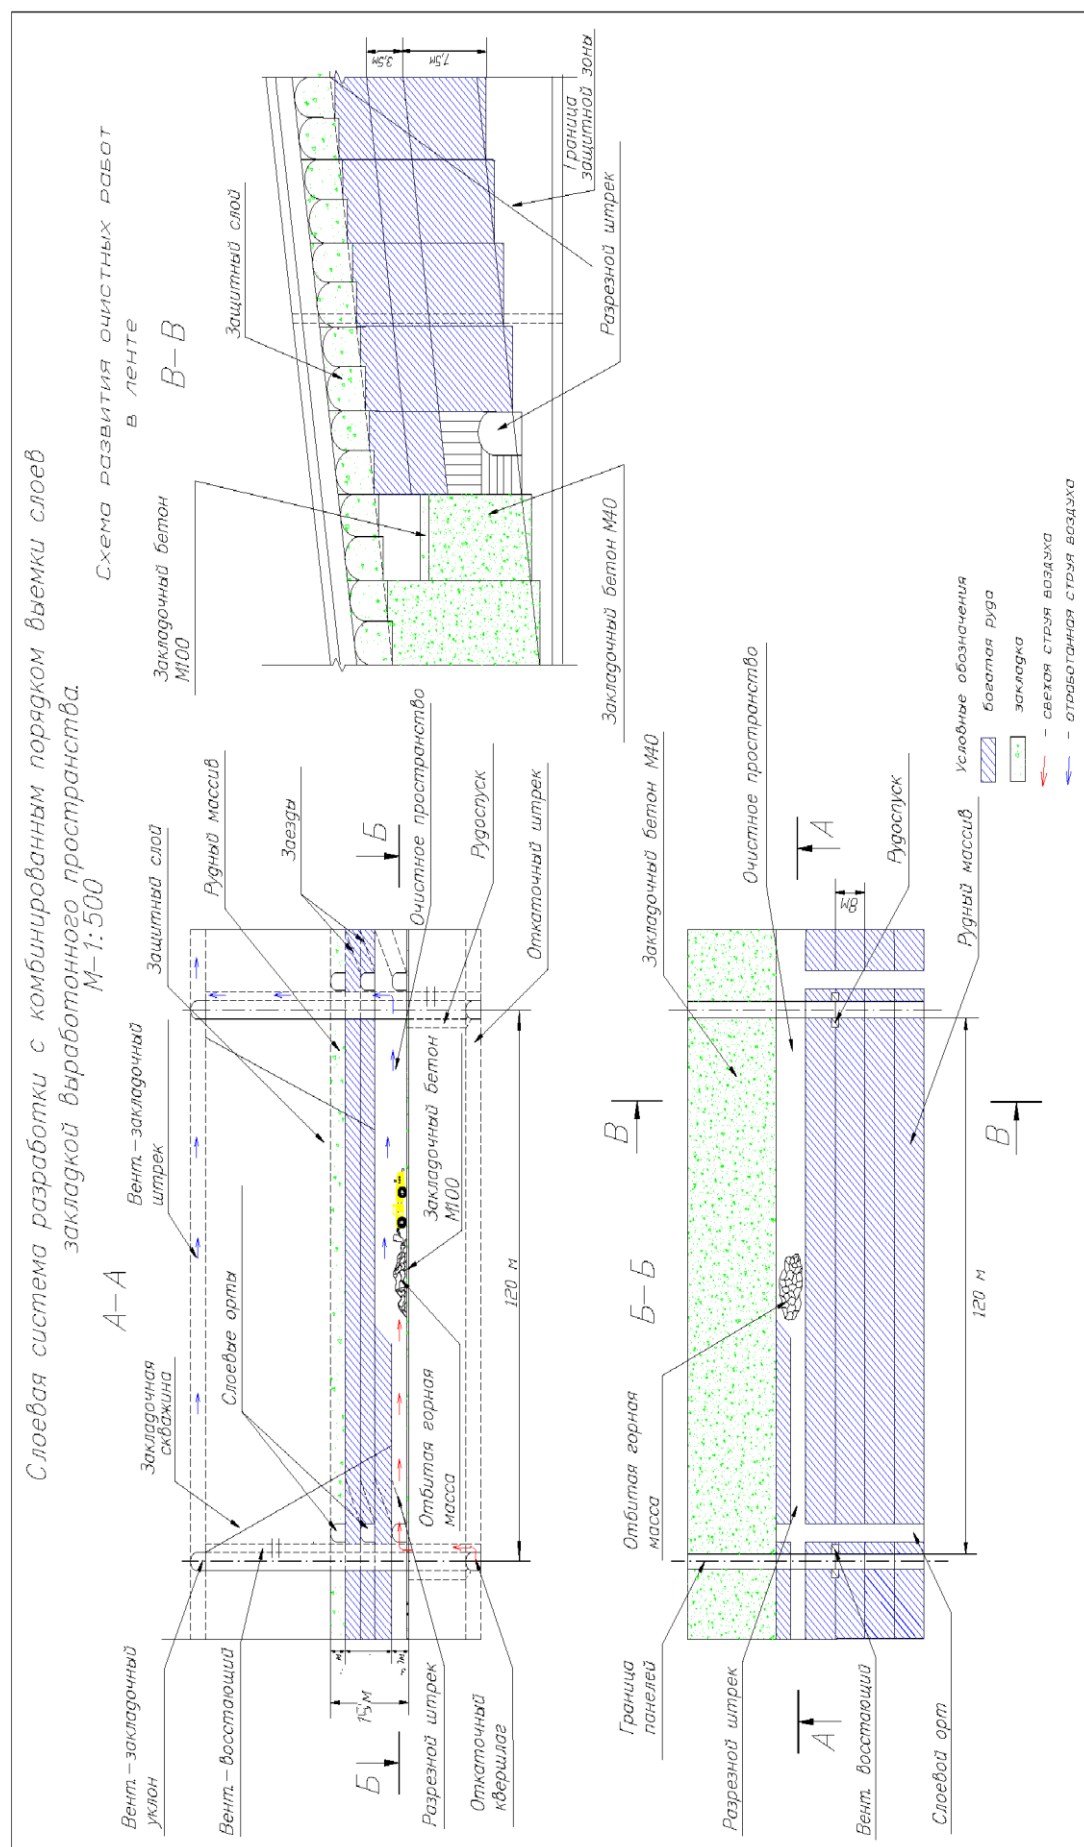 Слоевая система разработки с комбинированным порядком выемки слоев
закладкой выработонного пространства.
М-1:500
А-А
Вент.-закладочный
уклон
Вент.-восстающий
Закладочная
скважина
Слоевые орты
Вент.-закладочный
штрек
Защитный слой
Рудный массив
Заезды
Б
Очистное пространство
Рудоспуск
Откаточный штрек
Закладочный бетон
М100
Отбитая горная
масса
120 м
Б
Разрезной штрек
Откаточный
квершлаг
Схема развития очистных работ
в ленте
В-В
Закладочный бетон
М100
Защитный слой
3,5м
7,5м
Граница
защитной зоны
Разрезной штрек
Закладочный бетон М40
Б-Б
Граница
панелей
Разрезной штрек
А
Вент. восстающий
Слоевой орт
Отбитая горная
масса
В
В
Закладочный бетон М40
Очистное пространство
А
Рудоспуск
8м
Рудный массив
120 м
Условные обозначения
богатая руда
закладка
- свежая струя воздуха
- отработанная струя воздуха